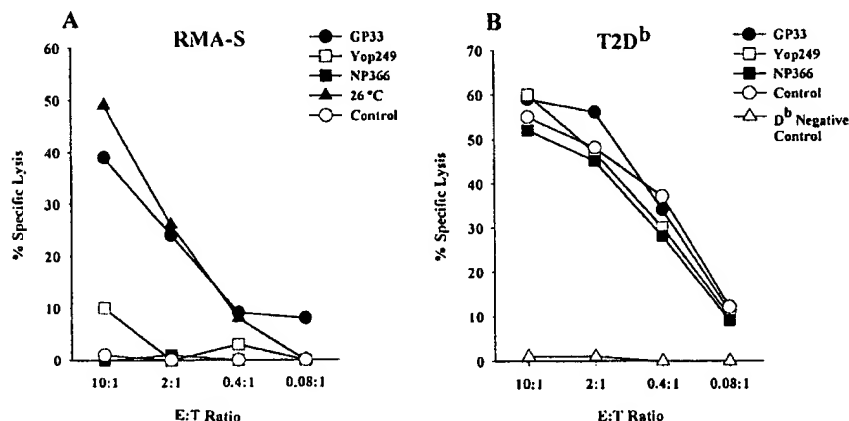 A
RMA-S
GP33
Yop249
NP366
26 °C
Control
60
50
40
30
20
10
0
% Specific Lysis
10:1
2:1
0.4:1
0.08:1
E:T Ratio
B
T2Dᵇ
GP33
Yop249
NP366
Control
Dᵇ Negative
Control
70
60
50
40
30
20
10
0
% Specific Lysis
10:1
2:1
0.4:1
0.08:1
E:T Ratio